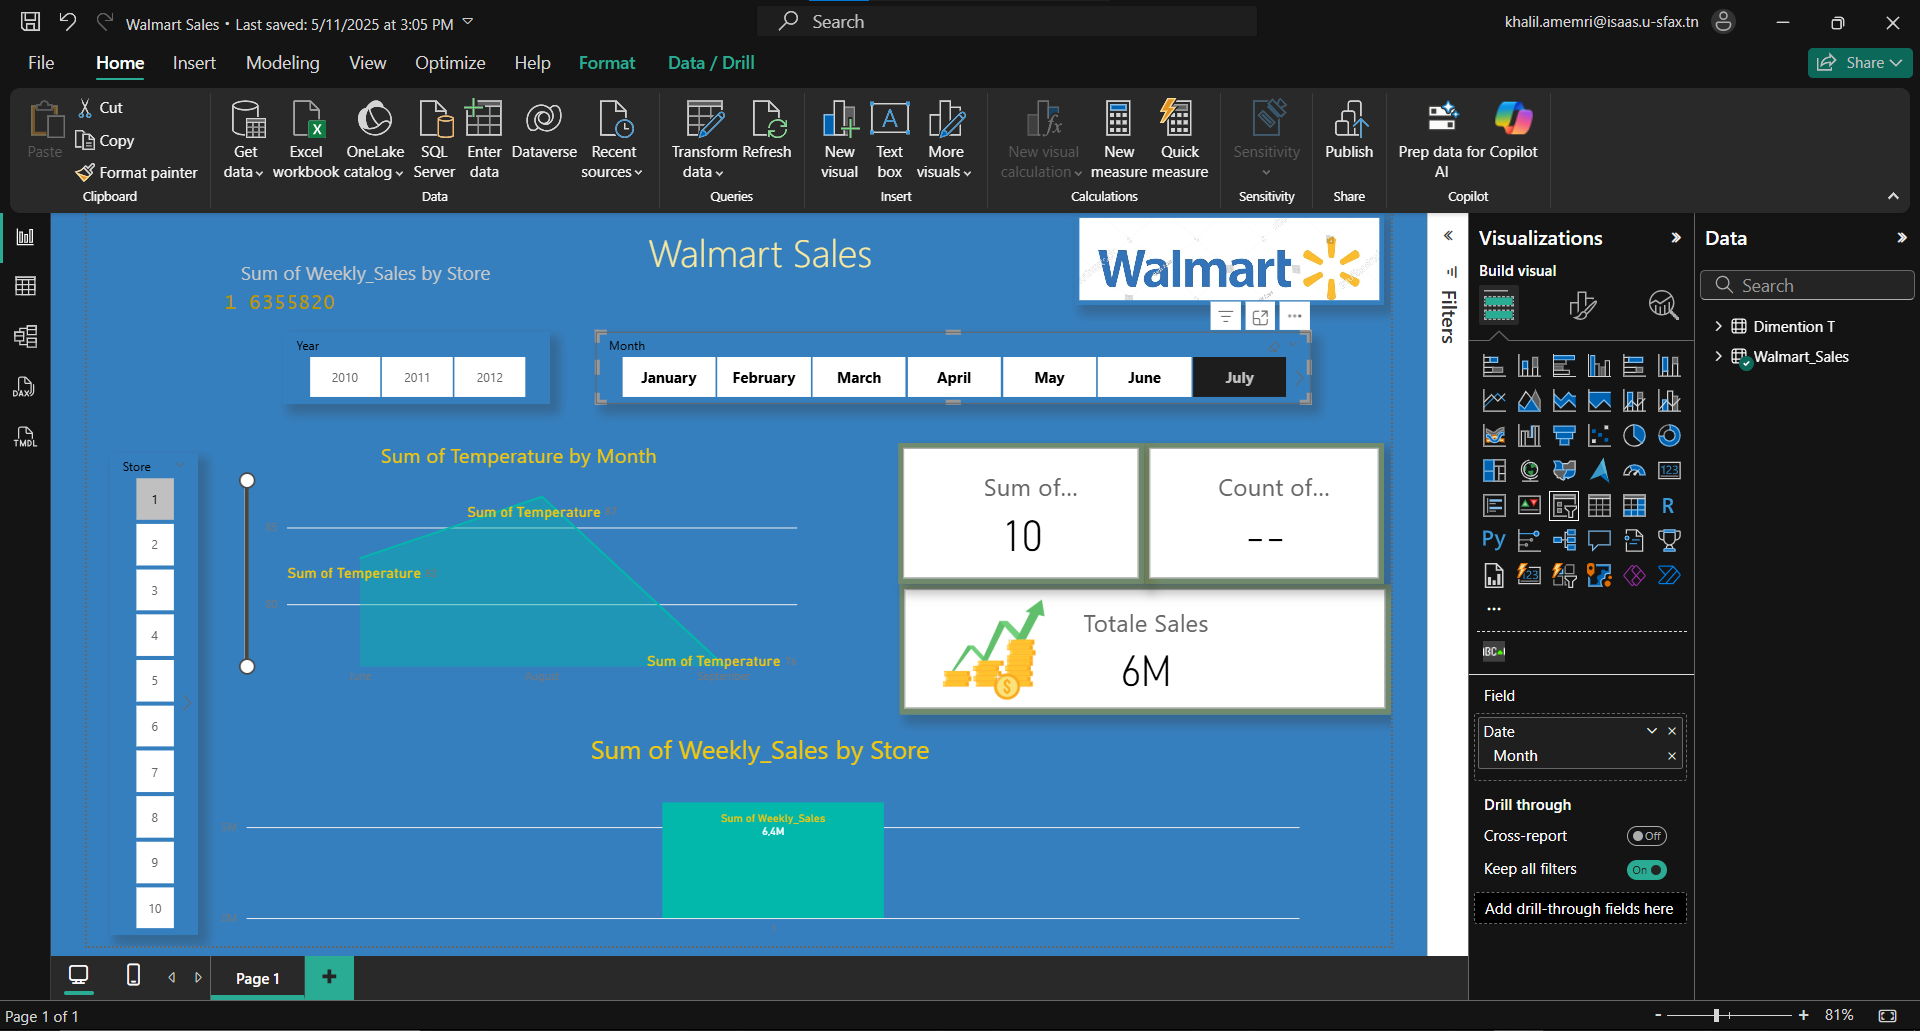 Walmart Sales • Last saved: 5/11/2025 at 3:05 PM
Search
khalil.amemri@isaas.u-sfax.tn
File Home Insert Modeling View Optimize Help Format Data / Drill
Share
Paste
Cut
Copy
Format painter
Clipboard
Get data
Excel workbook
OneLake catalog
SQL Server
Enter data
Dataverse
Recent sources
Data
Transform data
Refresh
Queries
New visual
Text box
More visuals
Insert
New visual calculation
New measure
Quick measure
Calculations
Sensitivity
Sensitivity
Publish
Share
Prep data for AI
Copilot
Copilot
DAX
TMDL
Walmart Sales
Walmart
Sum of Weekly_Sales by Store
1 6355820
Year
2010 2011 2012
Month
January February March April May June July
Store
1
2
3
4
5
6
7
8
9
10
Sum of Temperature by Month
Sum of Temperature
Sum of Temperature
Sum of Temperature
August
September
Sum of...
10
Count of...
--
Totale Sales
6M
Sum of Weekly_Sales by Store
Sum of Weekly_Sales
6,4M
Filters
Visualizations
Build visual
123
R
Py
123
...
Field
Date
Month
Drill through
Cross-report
Off
Keep all filters
On
Add drill-through fields here
Data
Search
Dimention T
Walmart_Sales
Page 1
+
Page 1 of 1
- + 81%